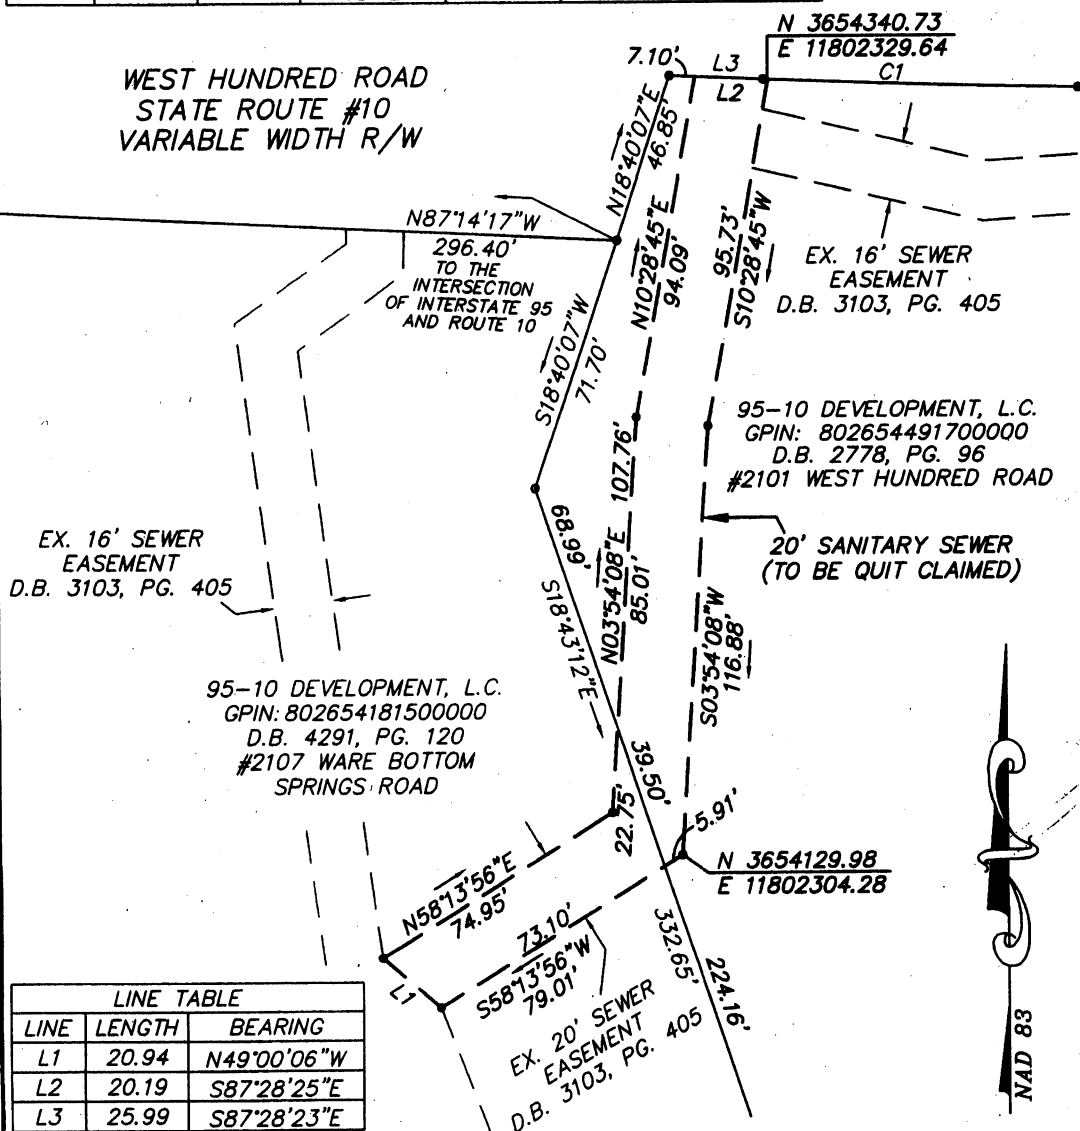 N 3654340.73
E 11802329.64
7.10'
L3
L2
C1
WEST HUNDRED ROAD
STATE ROUTE #10
VARIABLE WIDTH R/W
N18°40'07"E
46.85'
N87°14'17"W
296.40'
TO THE
INTERSECTION
OF INTERSTATE 95
AND ROUTE 10
N10°28'45"E
94.09'
95.73'
S10°28'45"W
EX. 16' SEWER
EASEMENT
D.B. 3103, PG. 405
S18°40'07"W
71.70'
95-10 DEVELOPMENT, L.C.
GPIN: 802654491700000
D.B. 2778, PG. 96
#2101 WEST HUNDRED ROAD
107.76'
N03°54'08"E
85.01'
68.99'
S18°43'12"E
20' SANITARY SEWER
(TO BE QUIT CLAIMED)
EX. 16' SEWER
EASEMENT
D.B. 3103, PG. 405
S03°54'08"W
116.88'
95-10 DEVELOPMENT, L.C.
GPIN: 802654181500000
D.B. 4291, PG. 120
#2107 WARE BOTTOM
SPRINGS ROAD
39.50'
22.75'
5.91'
N 3654129.98
E 11802304.28
N58°13'56"E
74.95'
73.10'
S58°13'56"W
79.01'
L1
332.65'
224.16'
EX. 20' SEWER
EASEMENT
D.B. 3103, PG. 405
NAD 83
LINE TABLE
LINE LENGTH BEARING
L1 20.94 N49°00'06"W
L2 20.19 S87°28'25"E
L3 25.99 S87°28'23"E